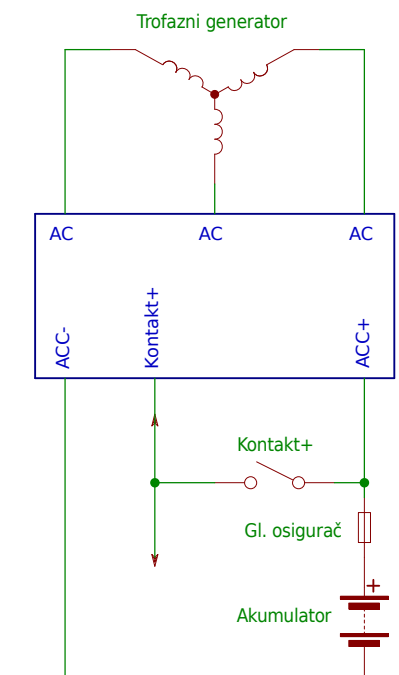 Trofazni generator
AC AC AC
ACC-
Kontakt+
ACC+
Kontakt+
Gl. osigurač
+
Akumulator